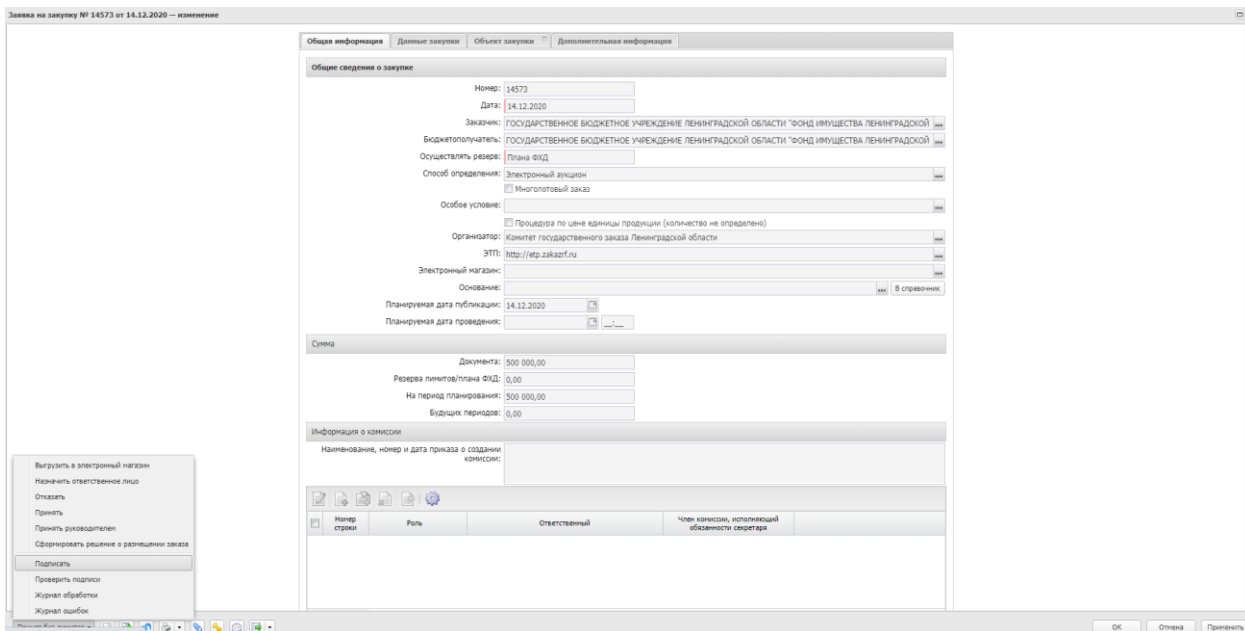 Заявка на закупку № 14573 от 14.12.2020 — изменение
Общая информация Данные закупки Объект закупки Дополнительная информация
Общие сведения о закупке
Номер: 14573
Дата: 14.12.2020
Заказчик: ГОСУДАРСТВЕННОЕ БЮДЖЕТНОЕ УЧРЕЖДЕНИЕ ЛЕНИНГРАДСКОЙ ОБЛАСТИ "ФОНД ИМУЩЕСТВА ЛЕНИНГРАДСКОЙ ...
Бюджетополучатель: ГОСУДАРСТВЕННОЕ БЮДЖЕТНОЕ УЧРЕЖДЕНИЕ ЛЕНИНГРАДСКОЙ ОБЛАСТИ "ФОНД ИМУЩЕСТВА ЛЕНИНГРАДСКОЙ ...
Осуществлять резерв: Плана ФХД
Способ определения: Электронный аукцион ...
Многолотовый заказ
Особое условие: ...
Процедура по цене единицы продукции (количество не определено)
Организатор: Комитет государственного заказа Ленинградской области ...
ЭТП: http://etp.zakazrf.ru ...
Электронный магазин: ...
Основание: ... В справочник
Планируемая дата публикации: 14.12.2020
Планируемая дата проведения: __:__
Сумма
Документа: 500 000,00
Резерва лимитов/плана ФХД: 0,00
На период планирования: 500 000,00
Будущих периодов: 0,00
Информация о комиссии
Наименование, номер и дата приказа о создании
комиссии:
Номер
строки Роль Ответственный Член комиссии, исполняющий
обязанности секретаря
Выгрузить в электронный магазин
Назначить ответственное лицо
Отказать
Принять
Принять руководителем
Сформировать решение о размещении заказа
Подписать
Проверить подписи
Журнал обработки
Журнал ошибок
OK Отмена Применить